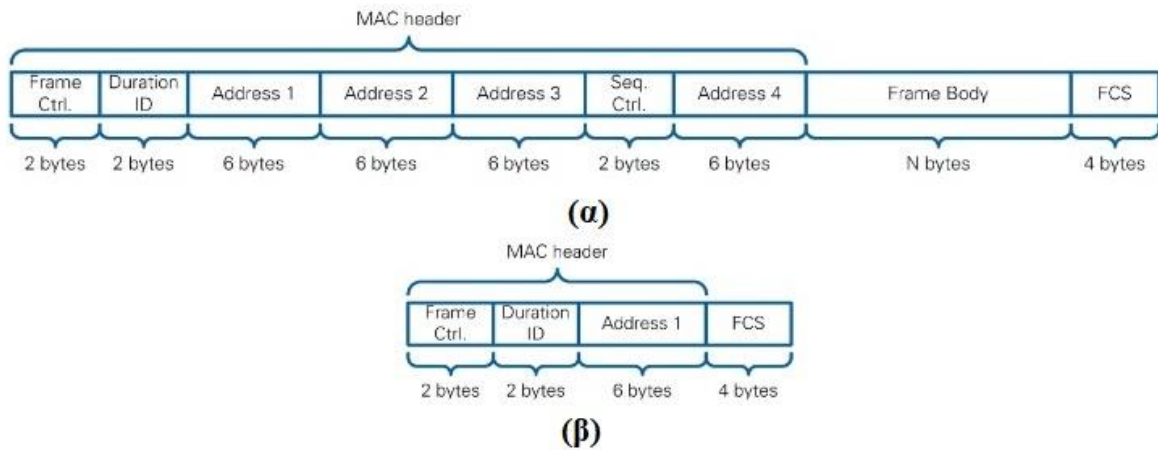 MAC header
Frame Ctrl. Duration ID Address 1 Address 2 Address 3 Seq. Ctrl. Address 4 Frame Body FCS
2 bytes 2 bytes 6 bytes 6 bytes 6 bytes 2 bytes 6 bytes N bytes 4 bytes
(α)
MAC header
Frame Ctrl. Duration ID Address 1 FCS
2 bytes 2 bytes 6 bytes 4 bytes
(β)